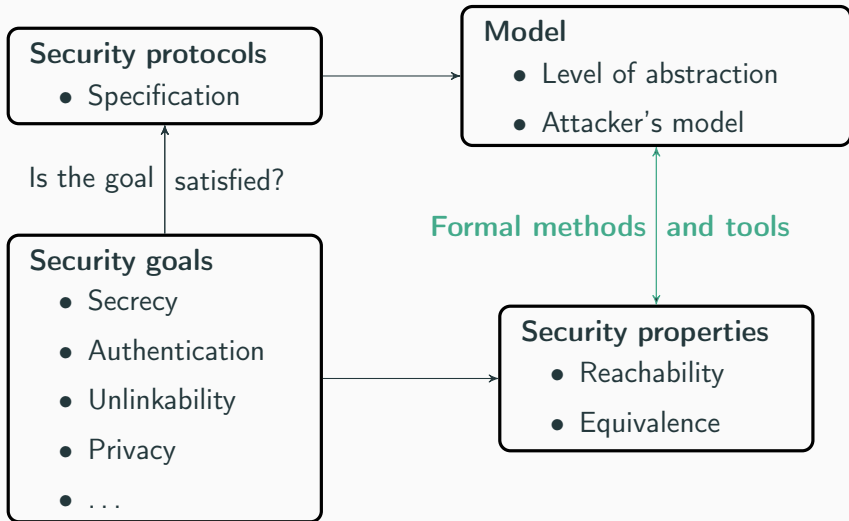 Security protocols
• Specification
Model
• Level of abstraction
• Attacker's model
Is the goal satisfied?
Formal methods and tools
Security goals
• Secrecy
• Authentication
• Unlinkability
• Privacy
• . . .
Security properties
• Reachability
• Equivalence